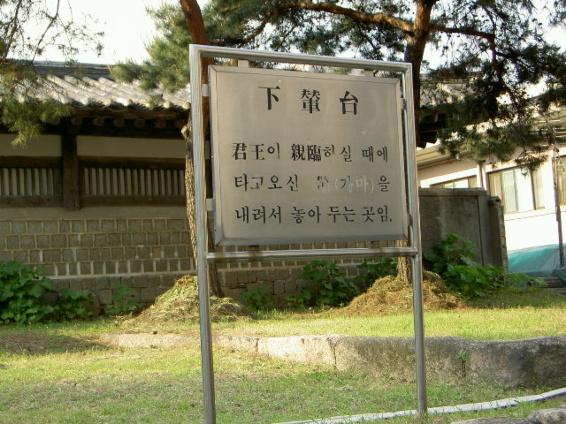 下輦台
君王이 親臨하실 때에
타고오신 (가마)을
내려서 놓아 두는 곳임.